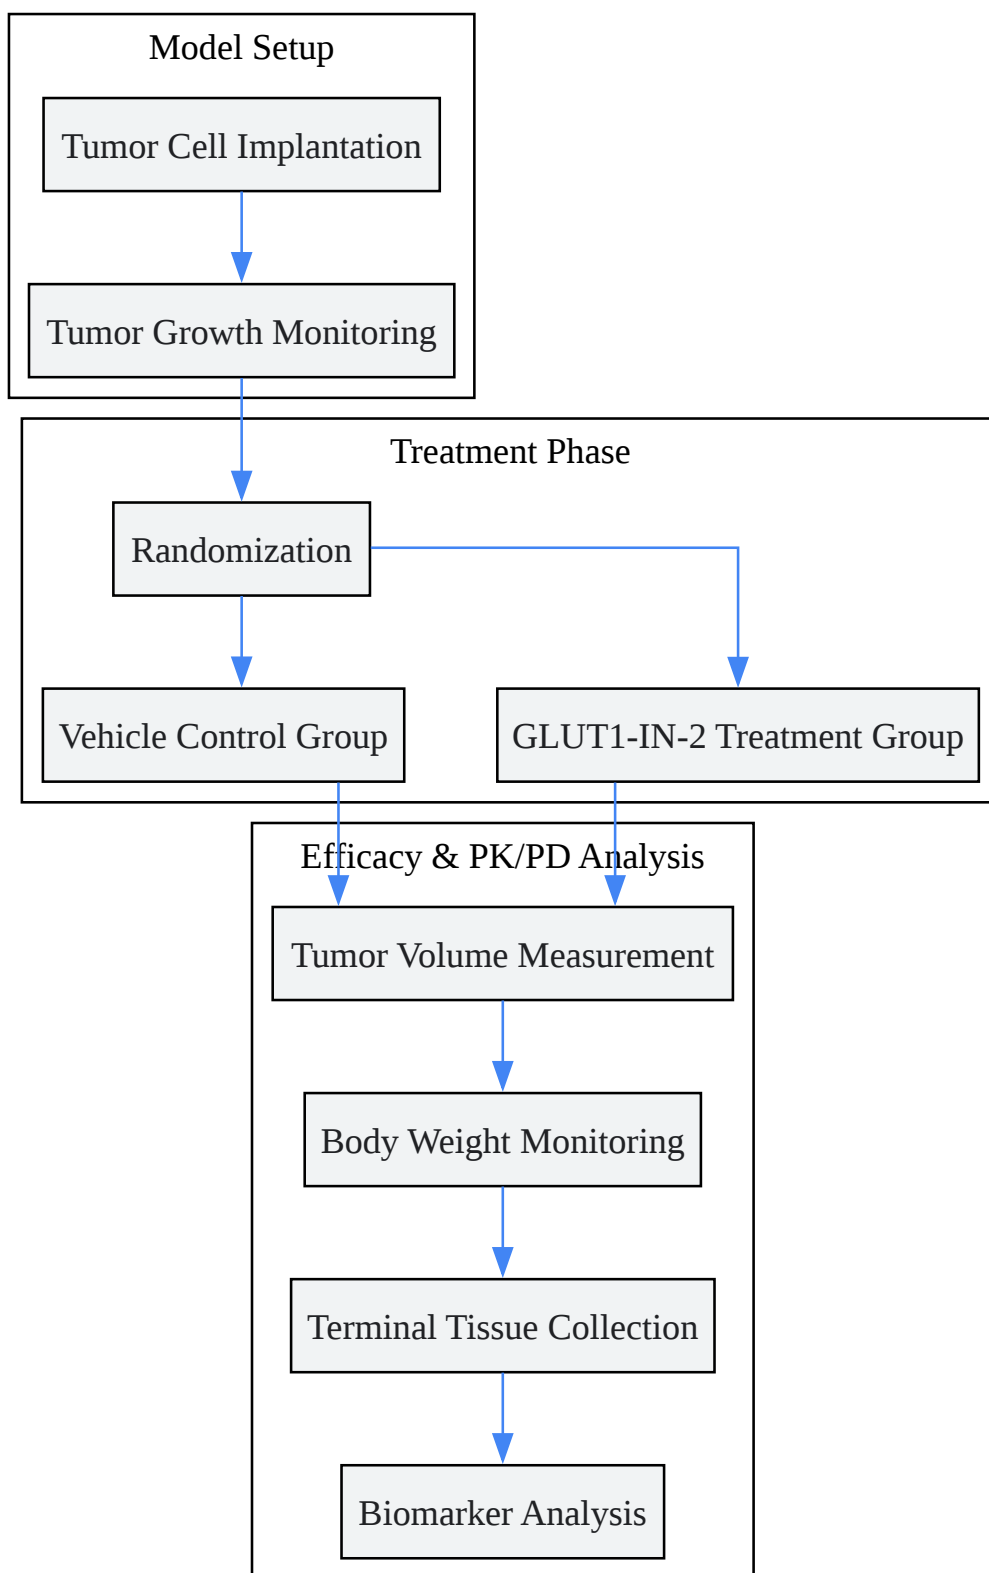 Model Setup
Tumor Cell Implantation
Tumor Growth Monitoring
Treatment Phase
Randomization
Vehicle Control Group
GLUT1-IN-2 Treatment Group
Efficacy & PK/PD Analysis
Tumor Volume Measurement
Body Weight Monitoring
Terminal Tissue Collection
Biomarker Analysis